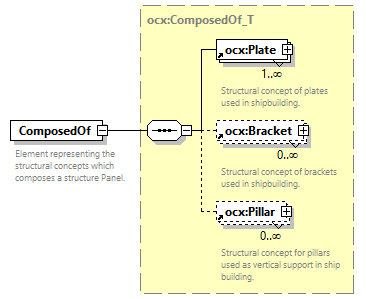 ocx:ComposedOf_T
ocx:Plate
1..∞
Structural concept of plates
used in shipbuilding.
ComposedOf
Element representing the
structural concepts which
composes a structure Panel.
ocx:Bracket
0..∞
Structural concept of brackets
used in shipbuilding.
ocx:Pillar
0..∞
Structural concept for pillars
used as vertical support in ship
building.